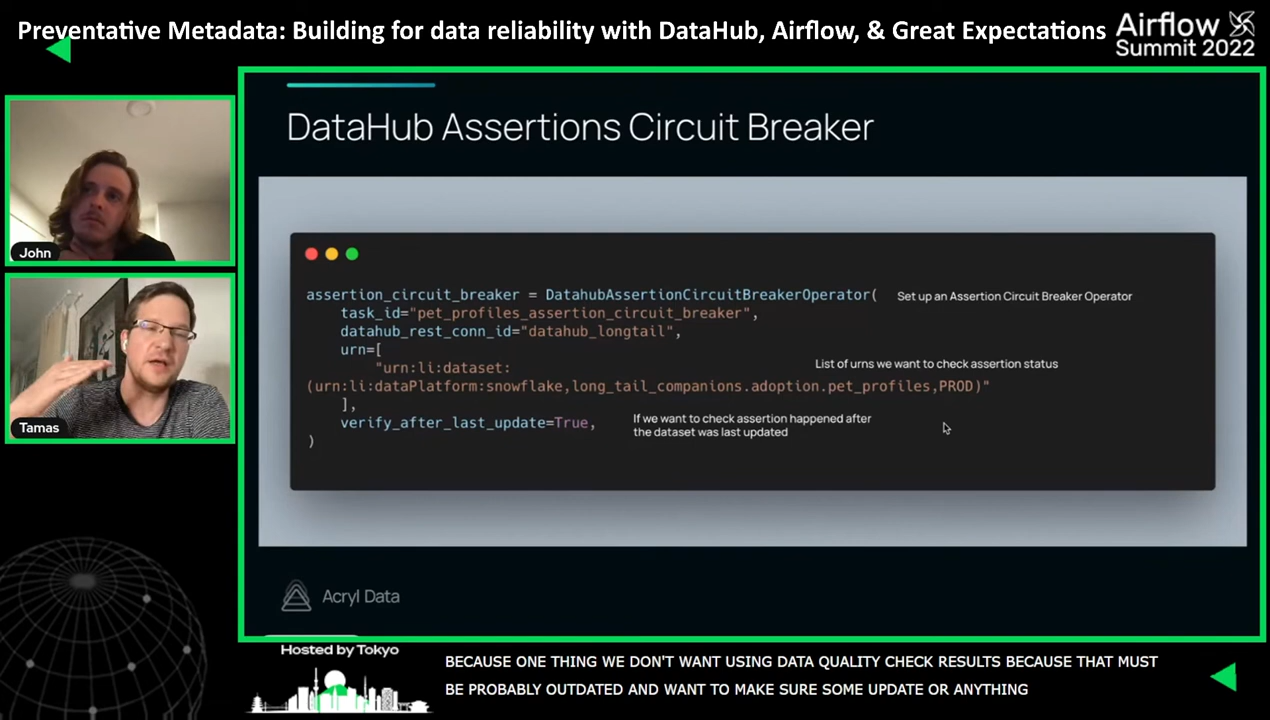 Preventative Metadata: Building for data reliability with DataHub, Airflow, & Great Expectations
Airflow
Summit 2022
John
Tamas
DataHub Assertions Circuit Breaker
assertion_circuit_breaker = DatahubAssertionCircuitBreakerOperator( Set up an Assertion Circuit Breaker Operator
task_id="pet_profiles_assertion_circuit_breaker",
datahub_rest_conn_id="datahub_longtail",
urn=[
"urn:li:dataset: List of urns we want to check assertion status
(urn:li:dataPlatform:snowflake,long_tail_companions.adoption.pet_profiles,PROD)"
],
verify_after_last_update=True, If we want to check assertion happened after
the dataset was last updated
)
Acryl Data
Hosted by Tokyo
BECAUSE ONE THING WE DON'T WANT USING DATA QUALITY CHECK RESULTS BECAUSE THAT MUST
BE PROBABLY OUTDATED AND WANT TO MAKE SURE SOME UPDATE OR ANYTHING